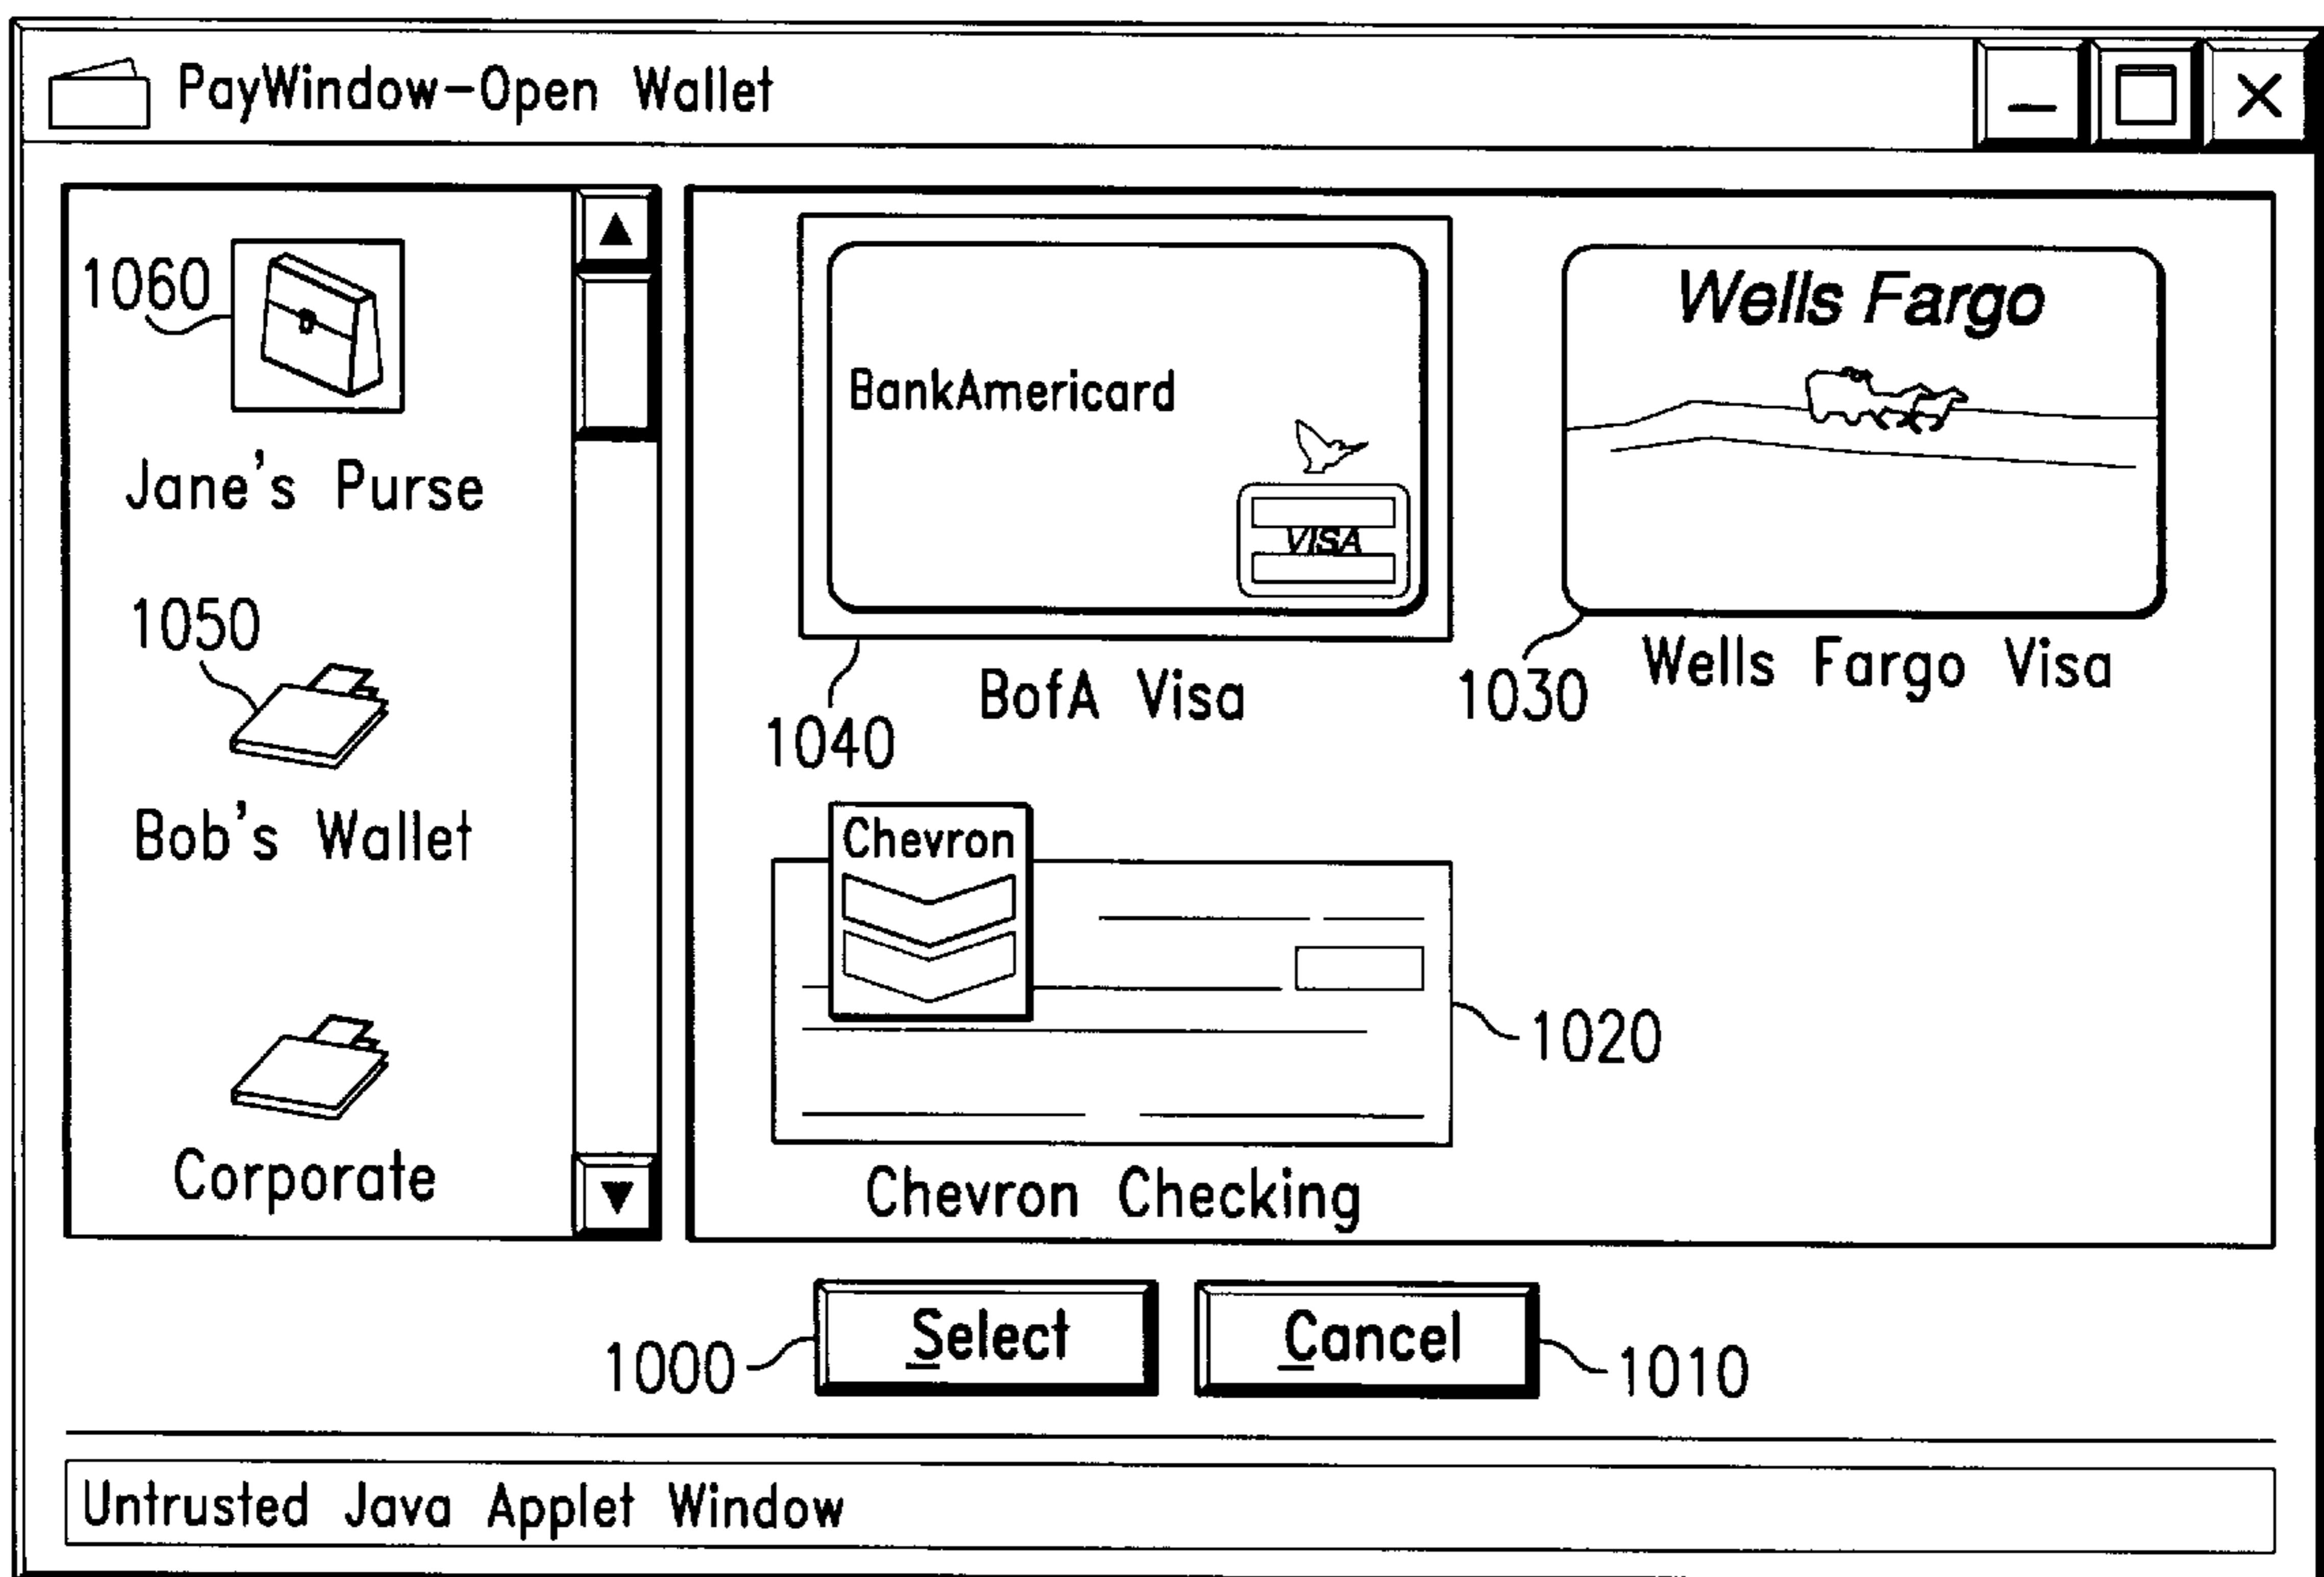 PayWindow-Open Wallet
1060
Jane's Purse
1050
Bob's Wallet
Corporate
BankAmericard
VISA
BofA Visa
1040
Wells Fargo
Wells Fargo Visa
1030
Chevron
1020
Chevron Checking
1000
Select
Cancel
1010
Untrusted Java Applet Window